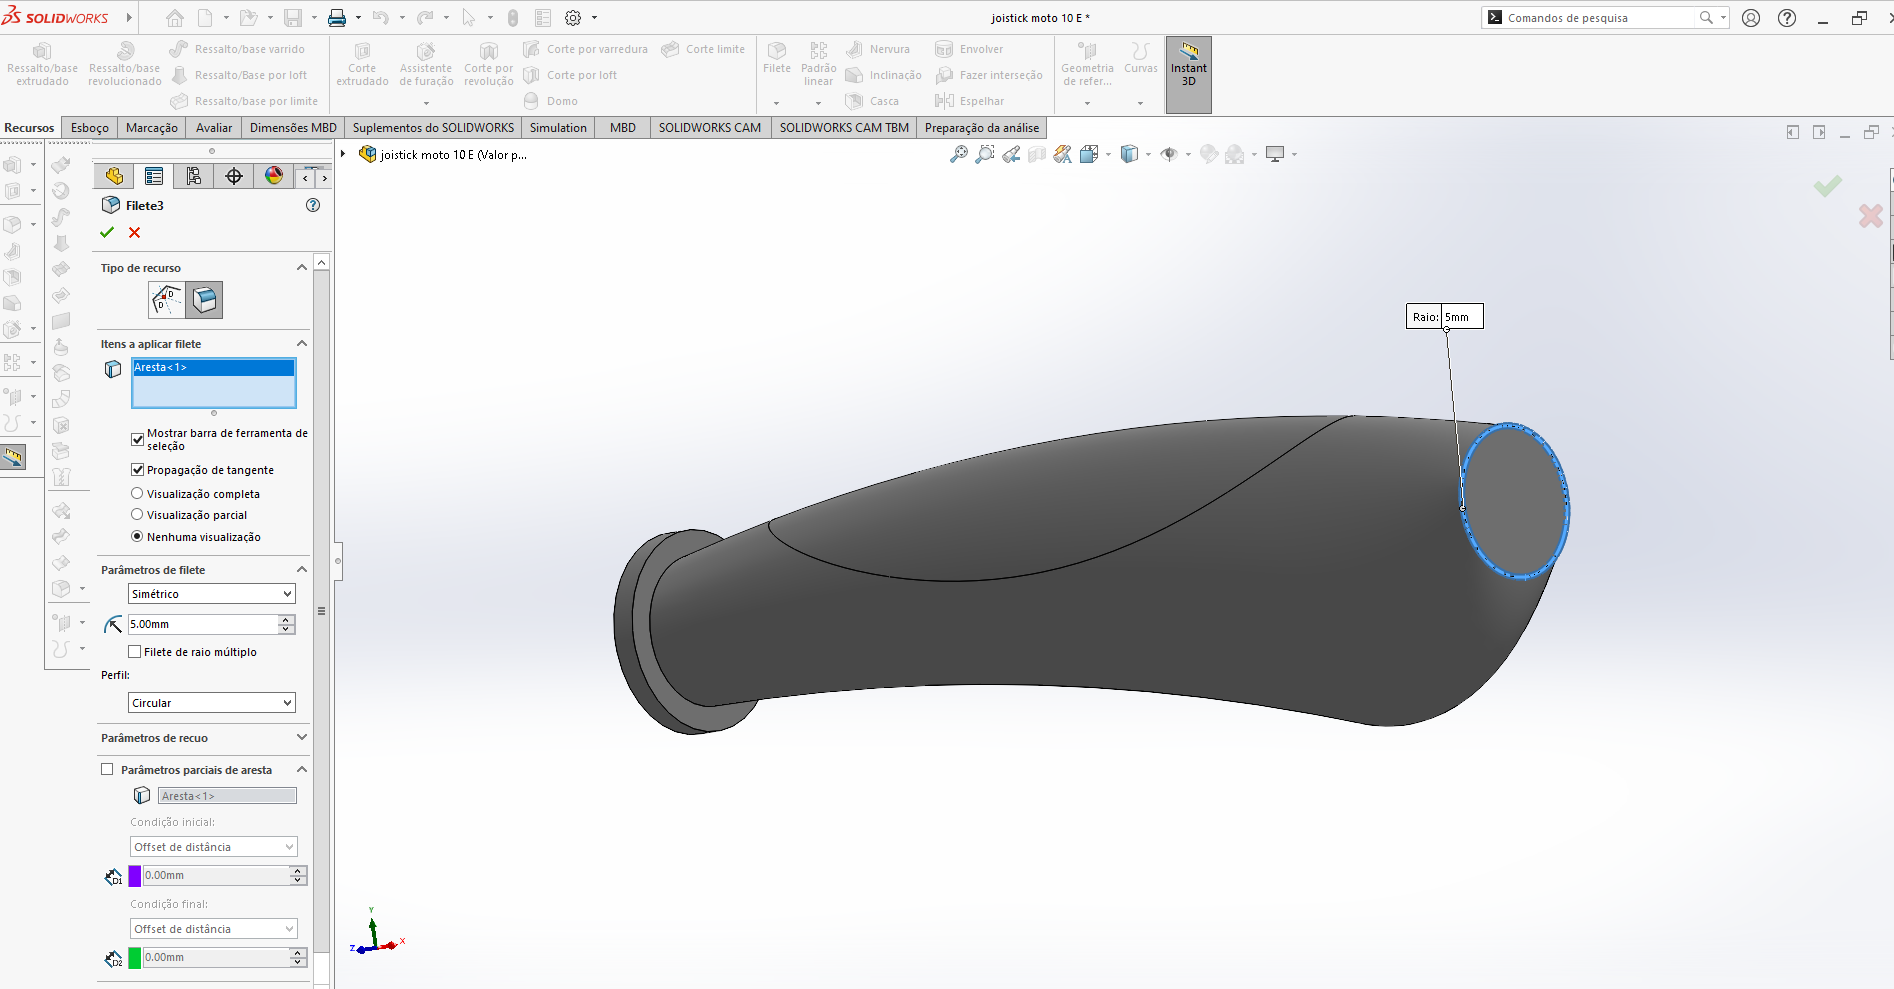 SOLIDWORKS
joistick moto 10 E *
Comandos de pesquisa
Ressalto/base extrudado
Ressalto/base revolucionado
Ressalto/base varrido
Ressalto/Base por loft
Ressalto/base por limite
Corte extrudado
Assistente de furação
Corte por revolução
Corte por varredura
Corte por loft
Domo
Corte limite
Filete
Padrão linear
Nervura
Inclinação
Casca
Envolver
Fazer interseção
Espelhar
Geometria de refer...
Curvas
Instant 3D
Recursos
Esboço
Marcação
Avaliar
Dimensões MBD
Suplementos do SOLIDWORKS
Simulation
MBD
SOLIDWORKS CAM
SOLIDWORKS CAM TBM
Preparação da análise
joistick moto 10 E (Valor p...
Filete3
Tipo de recurso
Itens a aplicar filete
Aresta<1>
Mostrar barra de ferramenta de
seleção
Propagação de tangente
Visualização completa
Visualização parcial
Nenhuma visualização
Parâmetros de filete
Simétrico
5.00mm
Filete de raio múltiplo
Perfil:
Circular
Parâmetros de recuo
Parâmetros parciais de aresta
Aresta<1>
Condição inicial:
Offset de distância
D1
0.00mm
Condição final:
Offset de distância
D2
0.00mm
Raio: 5mm
Y
Z
X